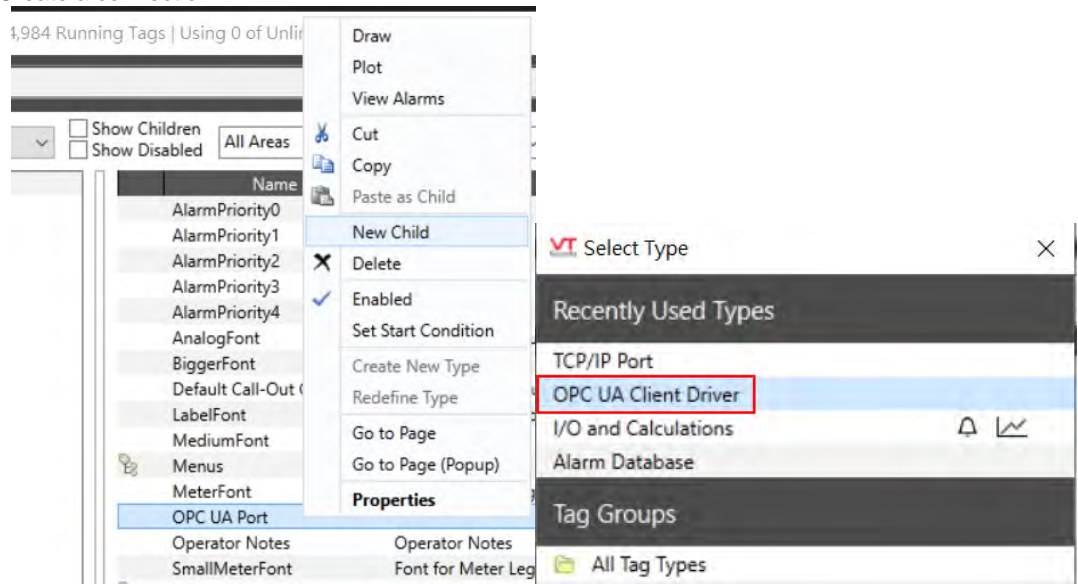 4,984 Running Tags | Using 0 of
Show Children
Show Disabled
All Areas
Name
AlarmPriority0
AlarmPriority1
AlarmPriority2
AlarmPriority3
AlarmPriority4
AnalogFont
BiggerFont
Default Call-Out
LabelFont
MediumFont
Menus
MeterFont
OPC UA Port
Operator Notes Operator Notes
SmallMeterFont Font for Meter Leg
Draw
Plot
View Alarms
Cut
Copy
Paste as Child
New Child
Delete
Enabled
Set Start Condition
Create New Type
Redefine Type
Go to Page
Go to Page (Popup)
Properties
VT Select Type
Recently Used Types
TCP/IP Port
OPC UA Client Driver
I/O and Calculations
Alarm Database
Tag Groups
All Tag Types